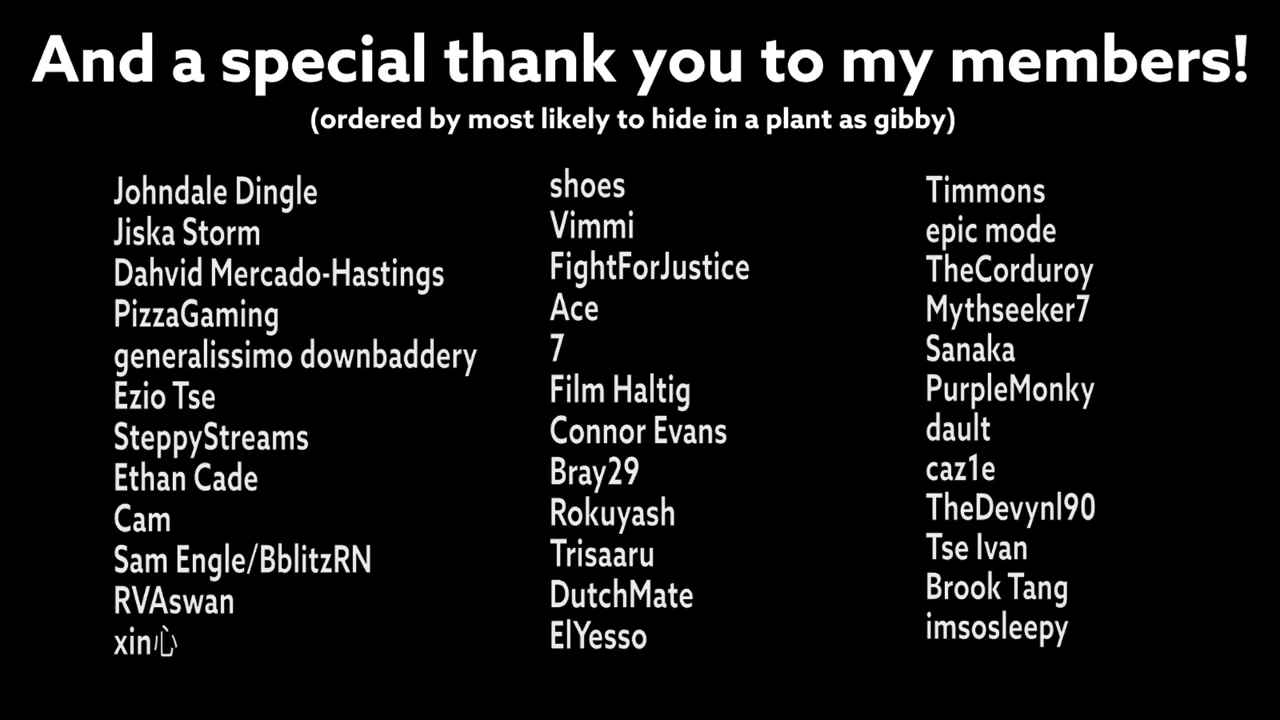 And a special thank you to my members!
(ordered by most likely to hide in a plant as gibby)
Johndale Dingle
Jiska Storm
Dahvid Mercado-Hastings
PizzaGaming
generalissimo downbaddery
Ezio Tse
SteppyStreams
Ethan Cade
Cam
Sam Engle/BblitzRN
RVAswan
xin心
shoes
Vimmi
FightForJustice
Ace
7
Film Haltig
Connor Evans
Bray29
Rokuyash
Trisaaru
DutchMate
ElYesso
Timmons
epic mode
TheCorduroy
Mythseeker7
Sanaka
PurpleMonky
dault
caz1e
TheDevynl90
Tse Ivan
Brook Tang
imsosleepy